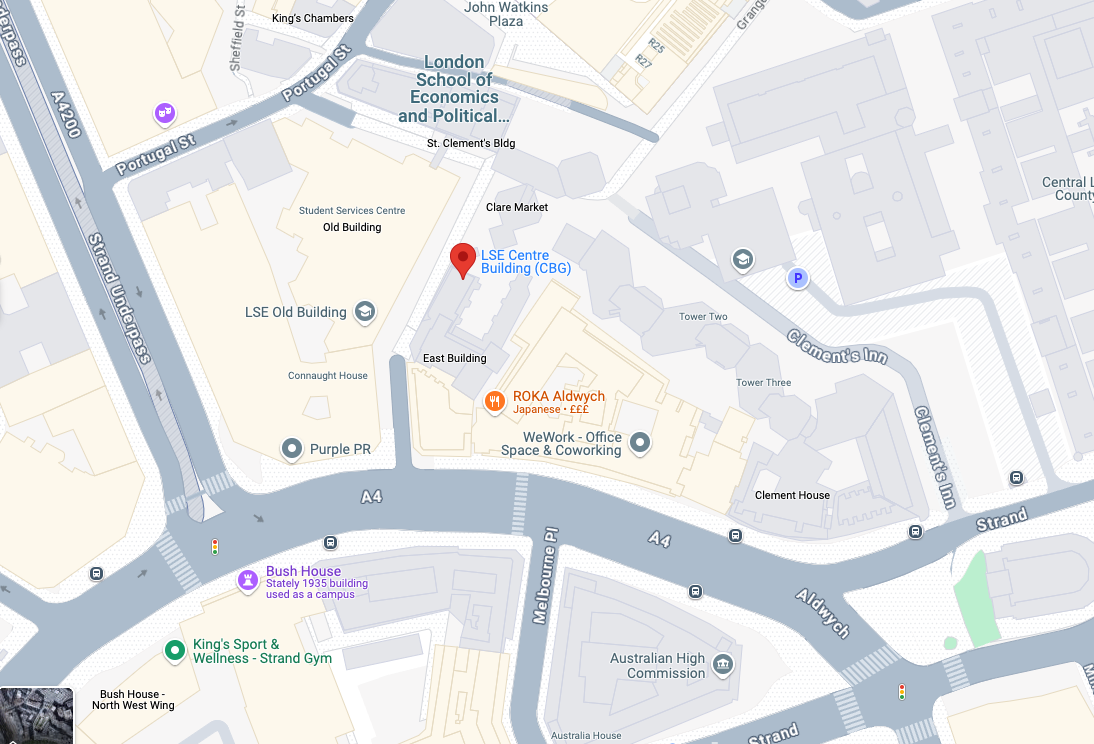 King's Chambers
John Watkins
Plaza
Sheffield St
Portugal St
R25
R27
London
School of
Economics
and Political...
A4200
Portugal St
St. Clement's Bldg
Central L
County
Student Services Centre
Old Building
Clare Market
LSE Centre
Building (CBG)
P
Strand Underpass
LSE Old Building
Tower Two
Clement's Inn
East Building
Connaught House
Tower Three
ROKA Aldwych
Japanese • £££
Clement's Inn
Purple PR
WeWork - Office
Space & Coworking
Clement House
A4
Strand
A4
Melbourne Pl
Bush House
Stately 1935 building
used as a campus
Aldwych
King's Sport &
Wellness - Strand Gym
Australian High
Commission
Bush House -
North West Wing
Australia House
Strand